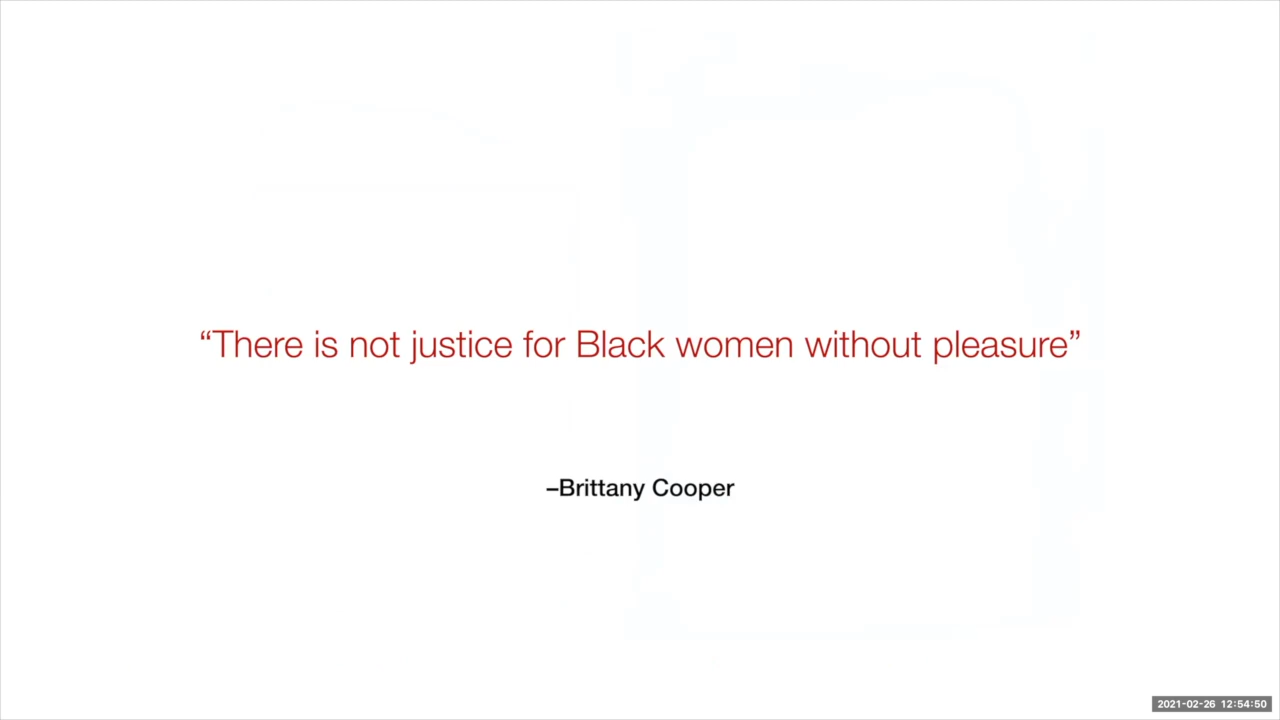 “There is not justice for Black women without pleasure”
–Brittany Cooper
2021-02-26 12:54:50